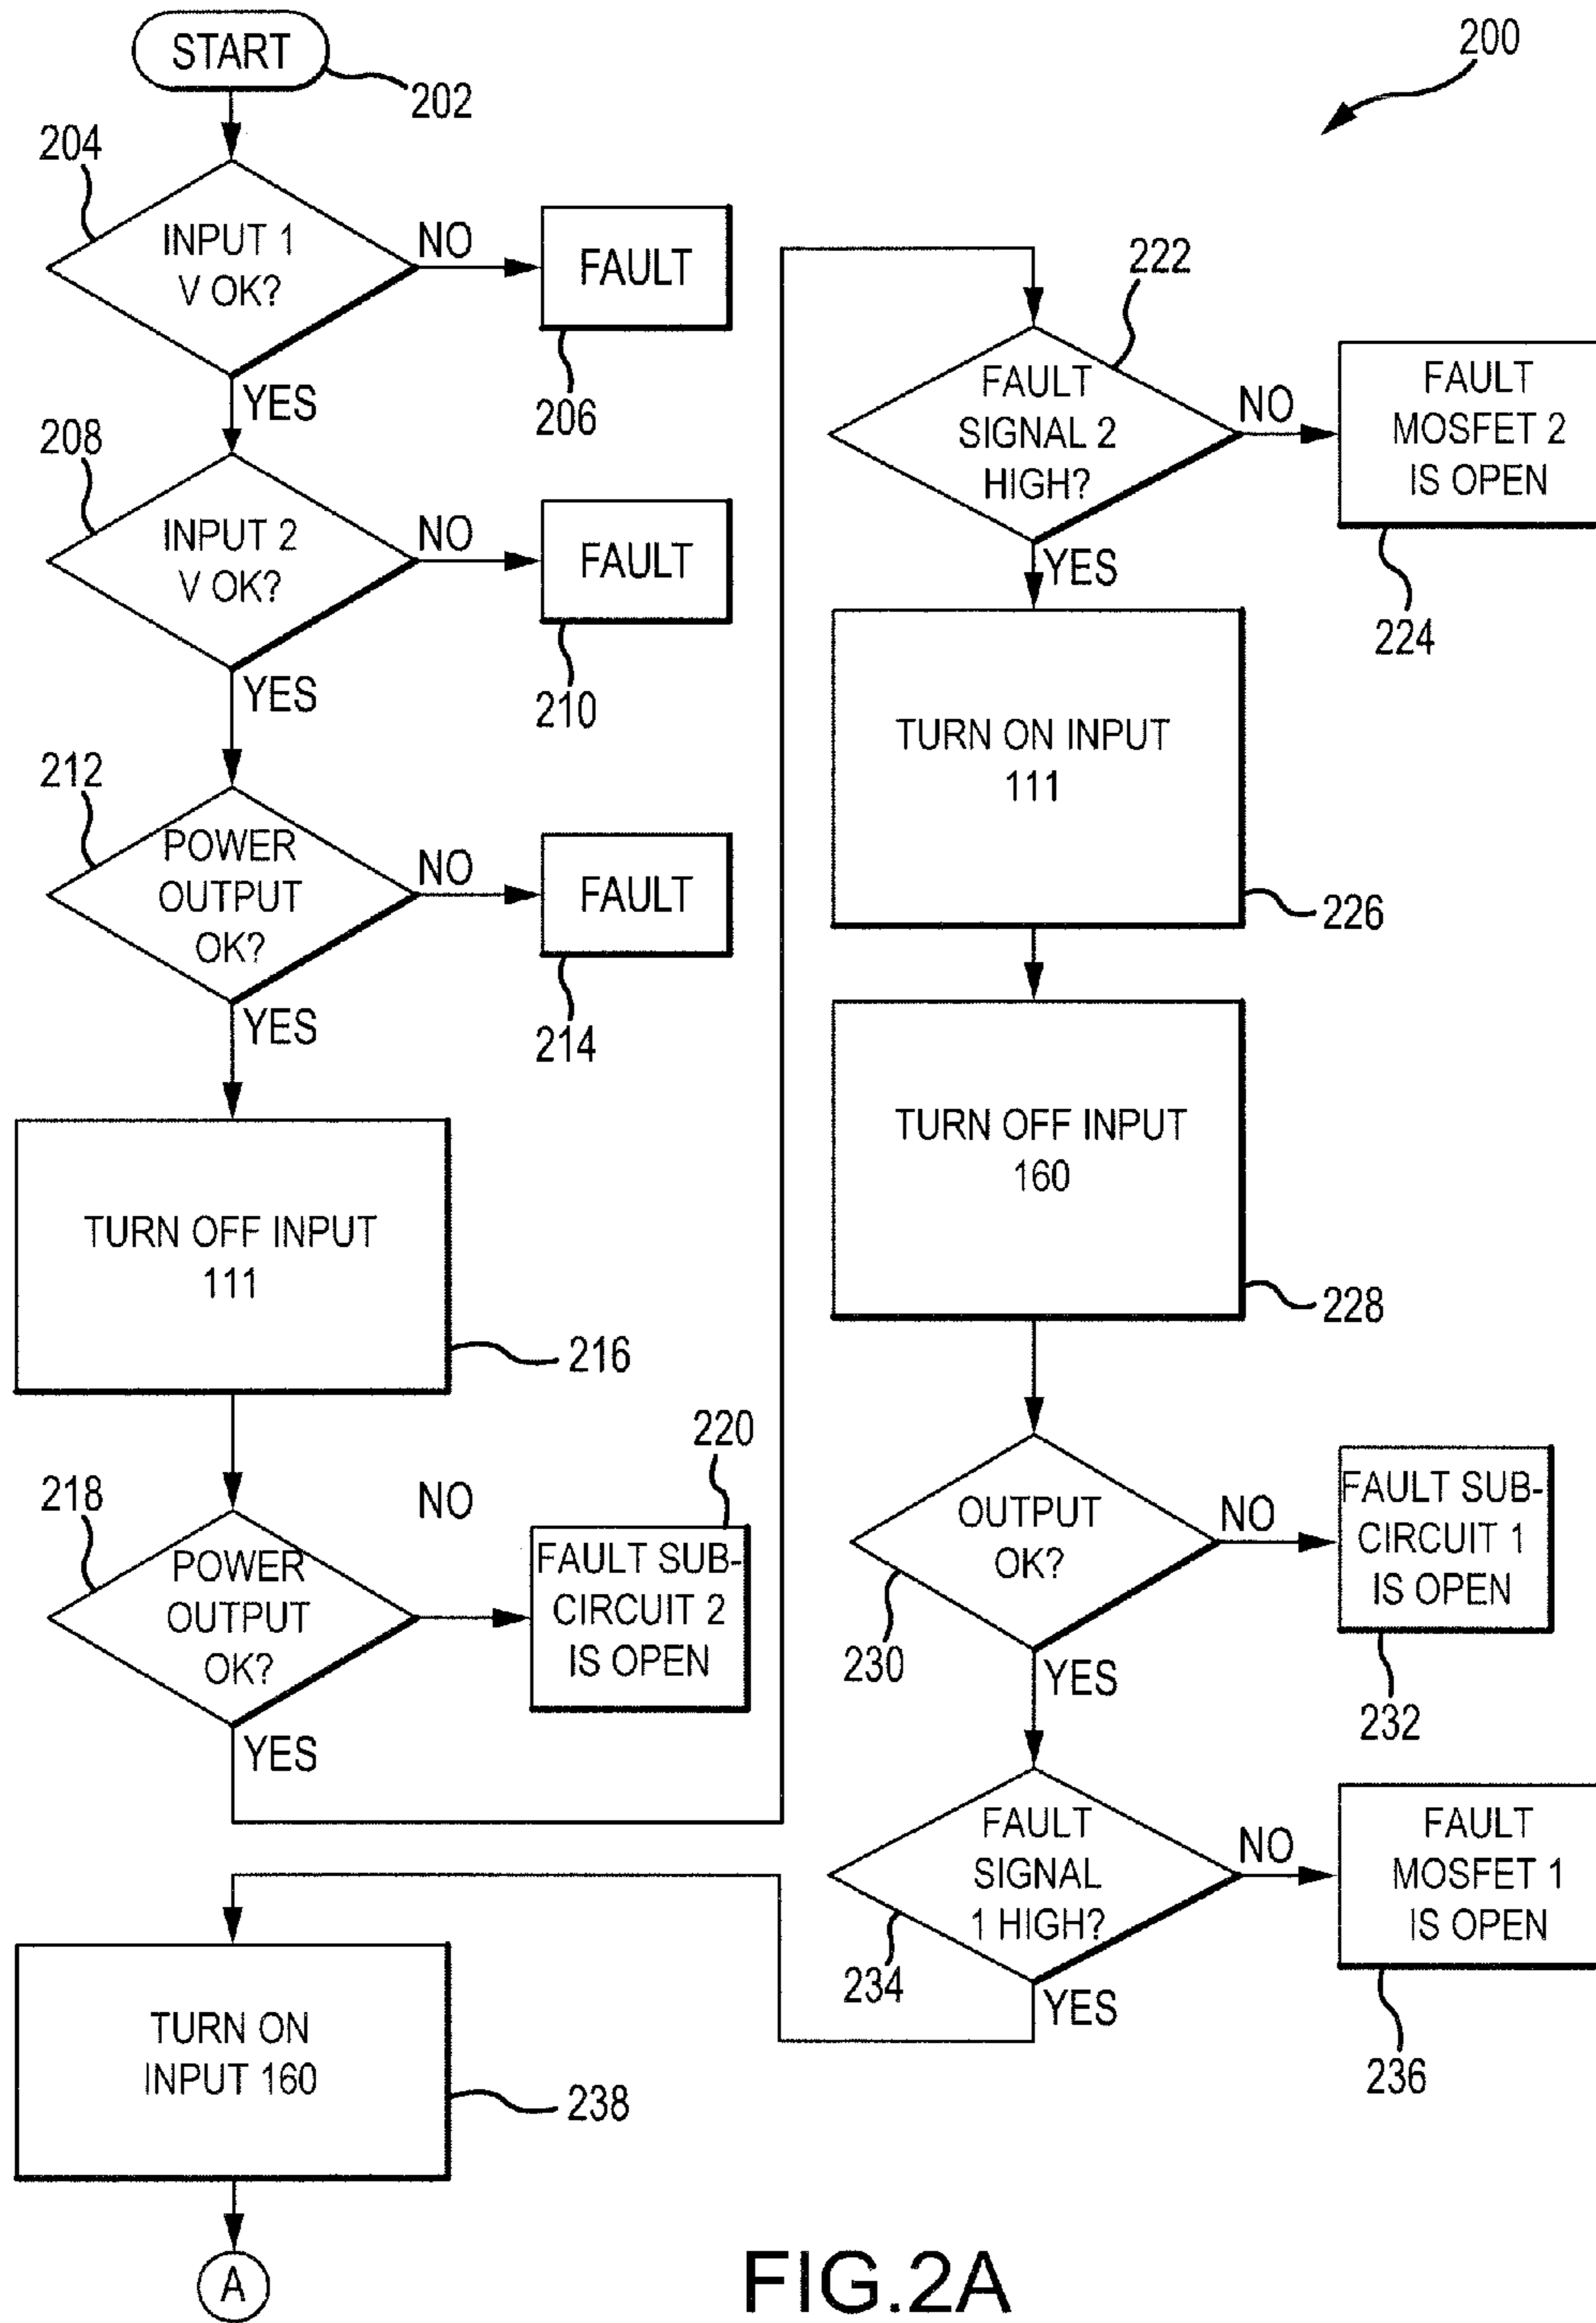 START
202
200
204
INPUT 1
V OK?
NO
FAULT
206
YES
208
INPUT 2
V OK?
NO
FAULT
210
YES
212
POWER
OUTPUT
OK?
NO
FAULT
214
YES
TURN OFF INPUT
111
216
218
POWER
OUTPUT
OK?
NO
220
FAULT SUB-
CIRCUIT 2
IS OPEN
YES
222
FAULT
SIGNAL 2
HIGH?
NO
FAULT
MOSFET 2
IS OPEN
224
YES
TURN ON INPUT
111
226
TURN OFF INPUT
160
228
OUTPUT
OK?
230
NO
FAULT SUB-
CIRCUIT 1
IS OPEN
232
YES
FAULT
SIGNAL
1 HIGH?
234
NO
FAULT
MOSFET 1
IS OPEN
236
YES
TURN ON
INPUT 160
238
A
FIG.2A